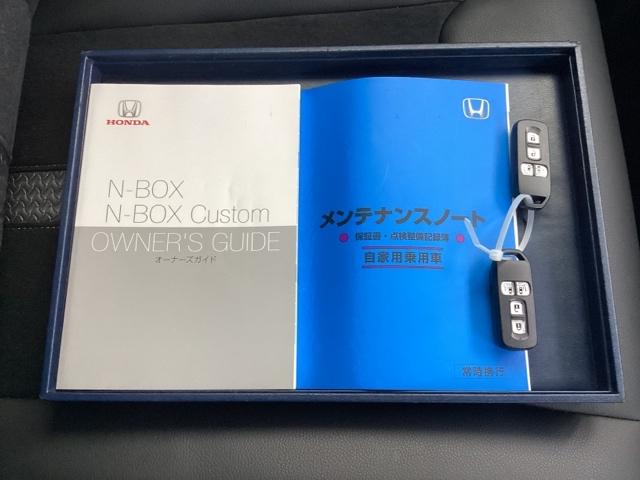 HONDA
N-BOX
N-BOX Custom
OWNER'S GUIDE
オーナーズガイド
メンテナンスノート
保証書・点検整備記録簿
自家用乗用車
常時携行